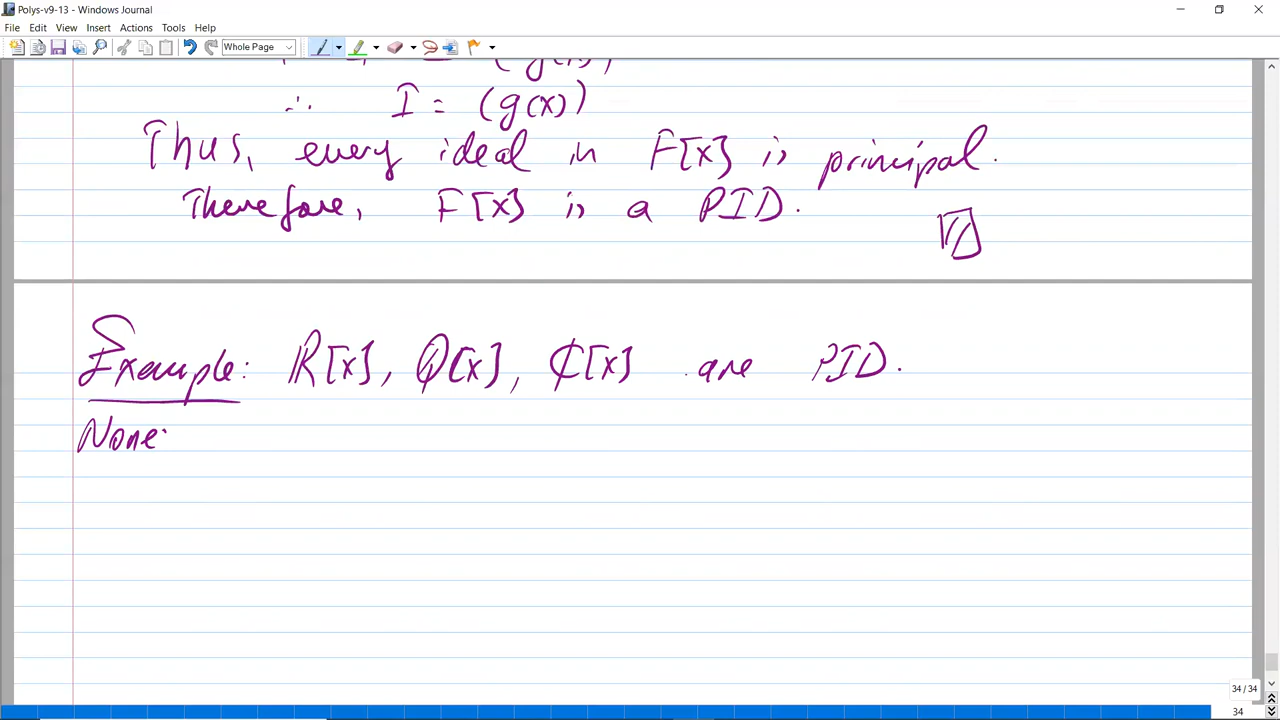 Polys-v9-13 - Windows Journal
File Edit View Insert Actions Tools Help
Whole Page
(g(x))
∴ I = (g(x))
Thus, every ideal in F[x] is principal.
Therefore, F[x] is a PID.
Example: ℝ[x], ℚ[x], ℂ[x] are PID.
None:
34 / 34
34